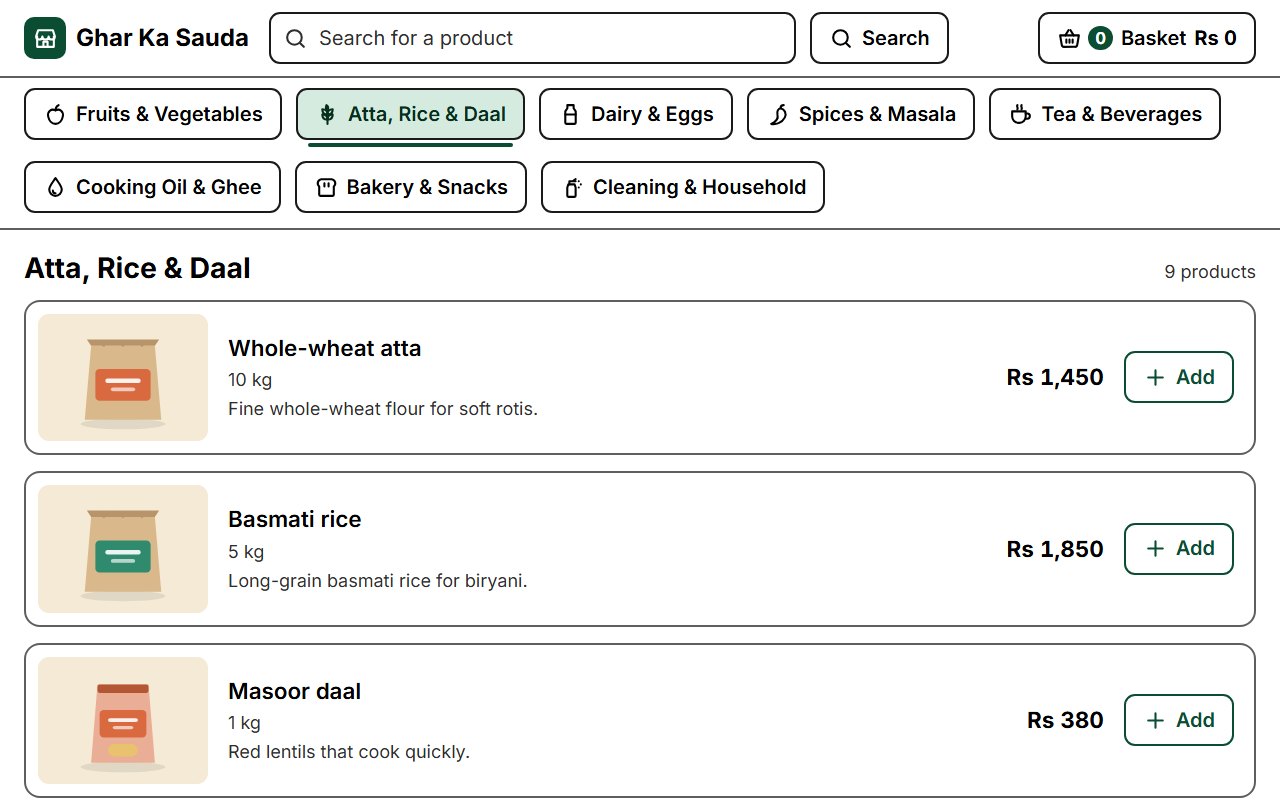 Ghar Ka Sauda
Search for a product
Search
0 Basket Rs 0
Fruits & Vegetables
Atta, Rice & Daal
Dairy & Eggs
Spices & Masala
Tea & Beverages
Cooking Oil & Ghee
Bakery & Snacks
Cleaning & Household
Atta, Rice & Daal
9 products
Whole-wheat atta
10 kg
Fine whole-wheat flour for soft rotis.
Rs 1,450
Add
Basmati rice
5 kg
Long-grain basmati rice for biryani.
Rs 1,850
Add
Masoor daal
1 kg
Red lentils that cook quickly.
Rs 380
Add